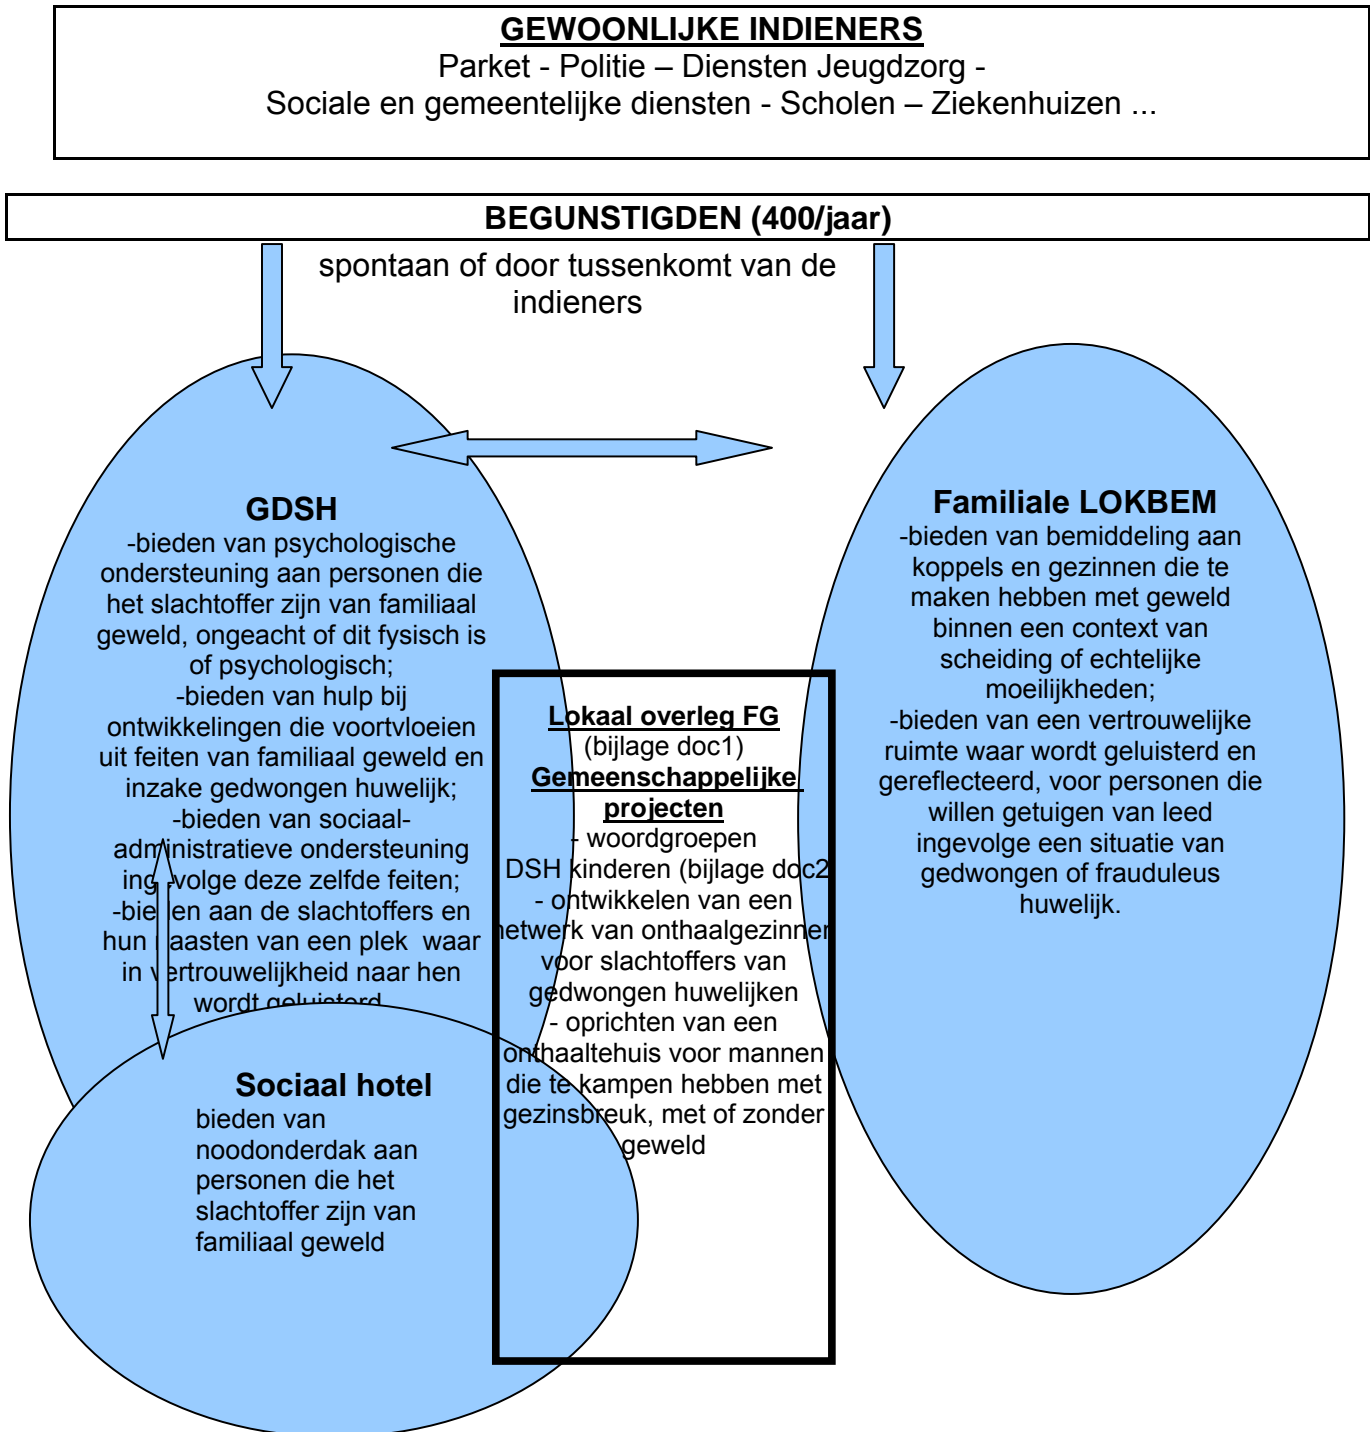 GEWOONLIJKE INDIENERS
Parket - Politie – Diensten Jeugdzorg -
Sociale en gemeentelijke diensten - Scholen – Ziekenhuizen ...
BEGUNSTIGDEN (400/jaar)
spontaan of door tussenkomt van de
indieners
GDSH
-bieden van psychologische
ondersteuning aan personen die
het slachtoffer zijn van familiaal
geweld, ongeacht of dit fysisch is
of psychologisch;
-bieden van hulp bij
ontwikkelingen die voortvloeien
uit feiten van familiaal geweld en
inzake gedwongen huwelijk;
-bieden van sociaal-
administratieve ondersteuning
ingevolge deze zelfde feiten;
-bieden aan de slachtoffers en
hun naasten van een plek waar
in vertrouwelijkheid naar hen
wordt geluisterd
Familiale LOKBEM
-bieden van bemiddeling aan
koppels en gezinnen die te
maken hebben met geweld
binnen een context van
scheiding of echtelijke
moeilijkheden;
-bieden van een vertrouwelijke
ruimte waar wordt geluisterd en
gereflecteerd, voor personen die
willen getuigen van leed
ingevolge een situatie van
gedwongen of frauduleus
huwelijk.
Lokaal overleg FG
(bijlage doc1)
Gemeenschappelijke
projecten
- woordgroepen
DSH kinderen (bijlage doc2
- ontwikkelen van een
netwerk van onthaalgezinnen
voor slachtoffers van
gedwongen huwelijken
- oprichten van een
onthaaltehuis voor mannen
die te kampen hebben met
gezinsbreuk, met of zonder
geweld
Sociaal hotel
bieden van
noodonderdak aan
personen die het
slachtoffer zijn van
familiaal geweld